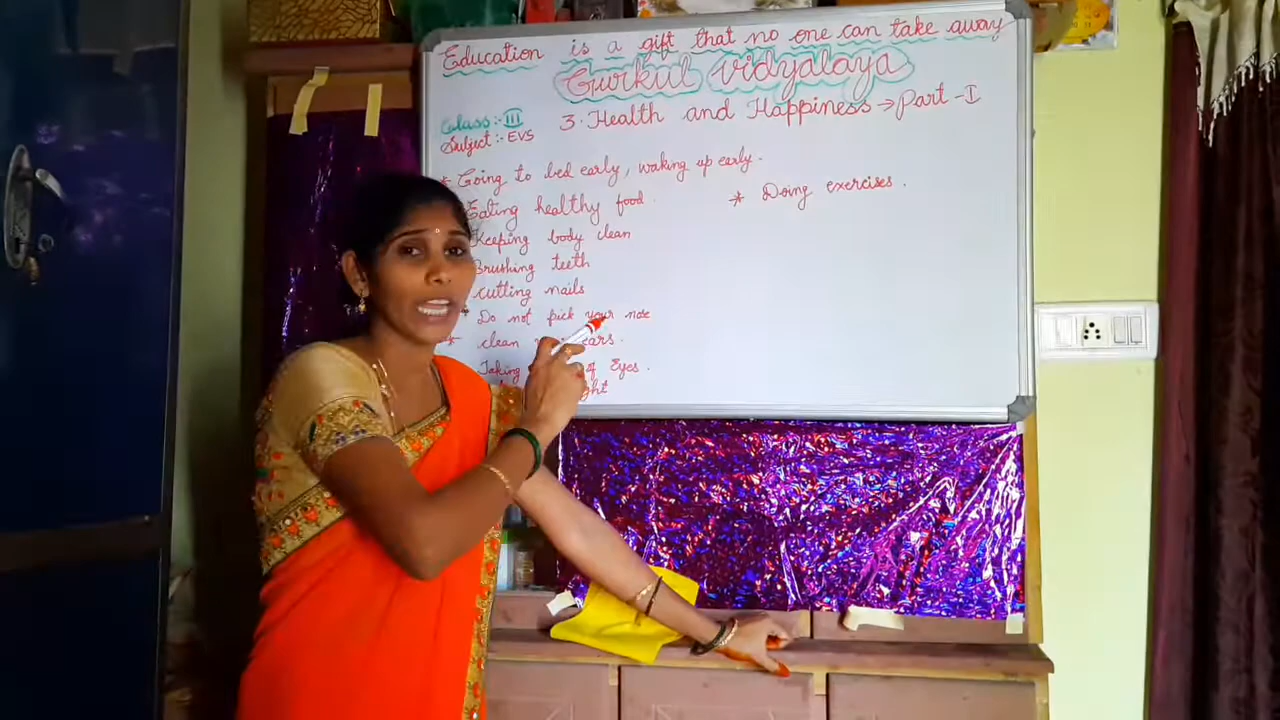 Education is a gift that no one can take away
Gurkul vidyalaya
Class:- III
Subject:- EVS
3. Health and Happiness → Part -I
* Going to bed early, waking up early.
Eating healthy food.
* Doing exercises.
Keeping body clean
Brushing teeth
cutting nails
Do not pick your nose
* clean ears.
Taking of Eyes.